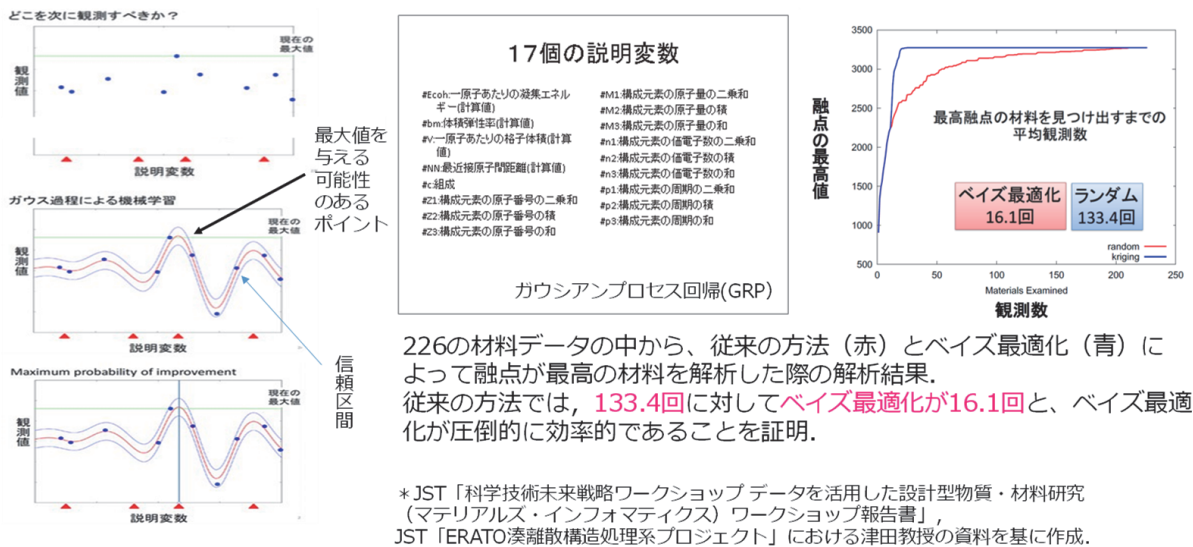 どこを次に観測すべきか？
現在の
最大値
観測値
説明変数
ガウス過程による機械学習
現在の
最大値
観測値
説明変数
Maximum probability of improvement
現在の
最大値
観測値
説明変数
最大値を
与える
可能性
のある
ポイント
信頼区間
17個の説明変数
#Ecoh:一原子あたりの凝集エネル
ギー(計算値)
#bm:体積弾性率(計算値)
#V:一原子あたりの格子体積(計算
値)
#NN:最近接原子間距離(計算値)
#c:組成
#Z1:構成元素の原子番号の二乗和
#Z2:構成元素の原子番号の積
#Z3:構成元素の原子番号の和
#M1:構成元素の原子量の二乗和
#M2:構成元素の原子量の積
#M3:構成元素の原子量の和
#n1:構成元素の価電子数の二乗和
#n2:構成元素の価電子数の積
#n3:構成元素の価電子数の和
#p1:構成元素の周期の二乗和
#p2:構成元素の周期の積
#p3:構成元素の周期の和
ガウシアンプロセス回帰(GRP)
融点の最高値
3500
3000
2500
2000
1500
1000
500
最高融点の材料を見つけ出すまでの
平均観測数
ベイズ最適化
16.1回
ランダム
133.4回
random
kriging
0 50 100 150 200 250
Materials Examined
観測数
226の材料データの中から、従来の方法（赤）とベイズ最適化（青）に
よって融点が最高の材料を解析した際の解析結果．
従来の方法では，133.4回に対してベイズ最適化が16.1回と、ベイズ最適
化が圧倒的に効率的であることを証明．
＊JST「科学技術未来戦略ワークショップ データを活用した設計型物質・材料研究
（マテリアルズ・インフォマティクス）ワークショップ報告書」，
JST「ERATO湊離散構造処理系プロジェクト」における津田教授の資料を基に作成．